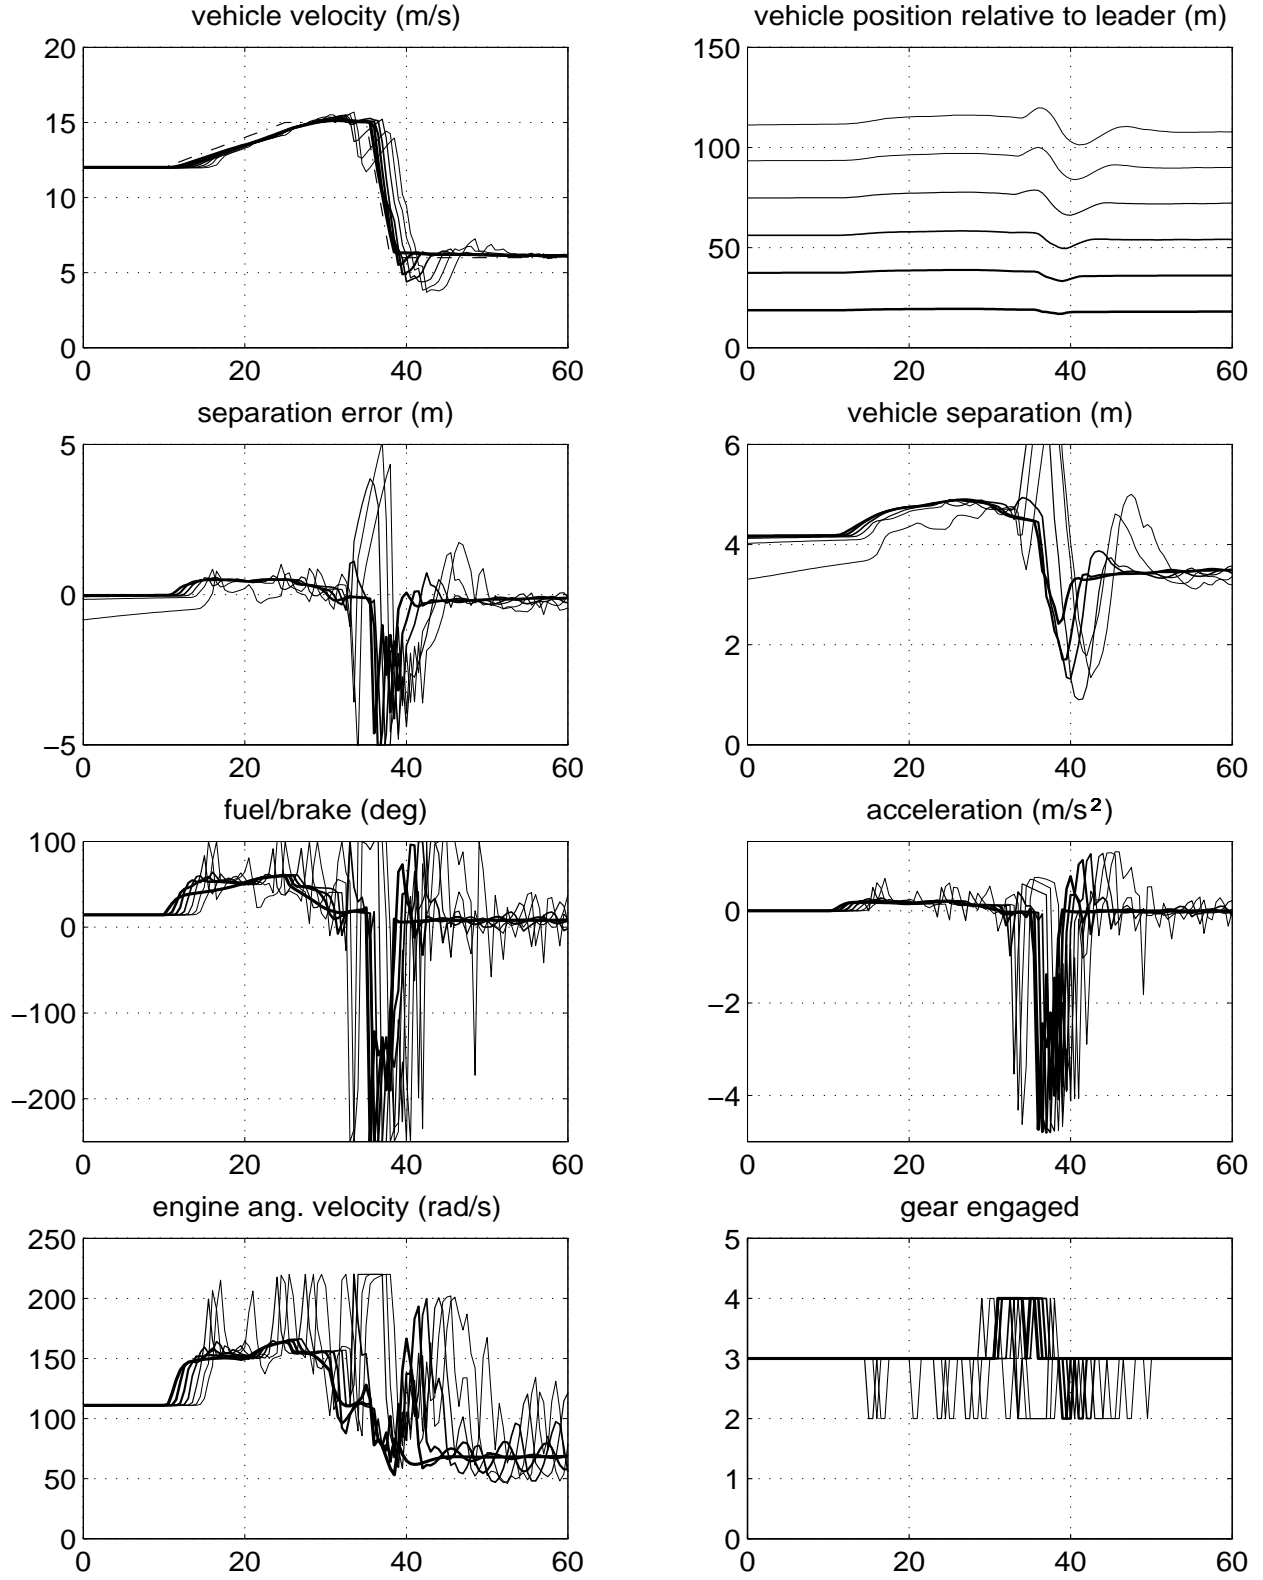 vehicle velocity (m/s)
20
15
10
5
0
0 20 40 60
vehicle position relative to leader (m)
150
100
50
0
0 20 40 60
separation error (m)
5
0
−5
0 20 40 60
vehicle separation (m)
6
4
2
0
0 20 40 60
fuel/brake (deg)
100
0
−100
−200
0 20 40 60
acceleration (m/s²)
0
−2
−4
0 20 40 60
engine ang. velocity (rad/s)
250
200
150
100
50
0
0 20 40 60
gear engaged
5
4
3
2
1
0
0 20 40 60